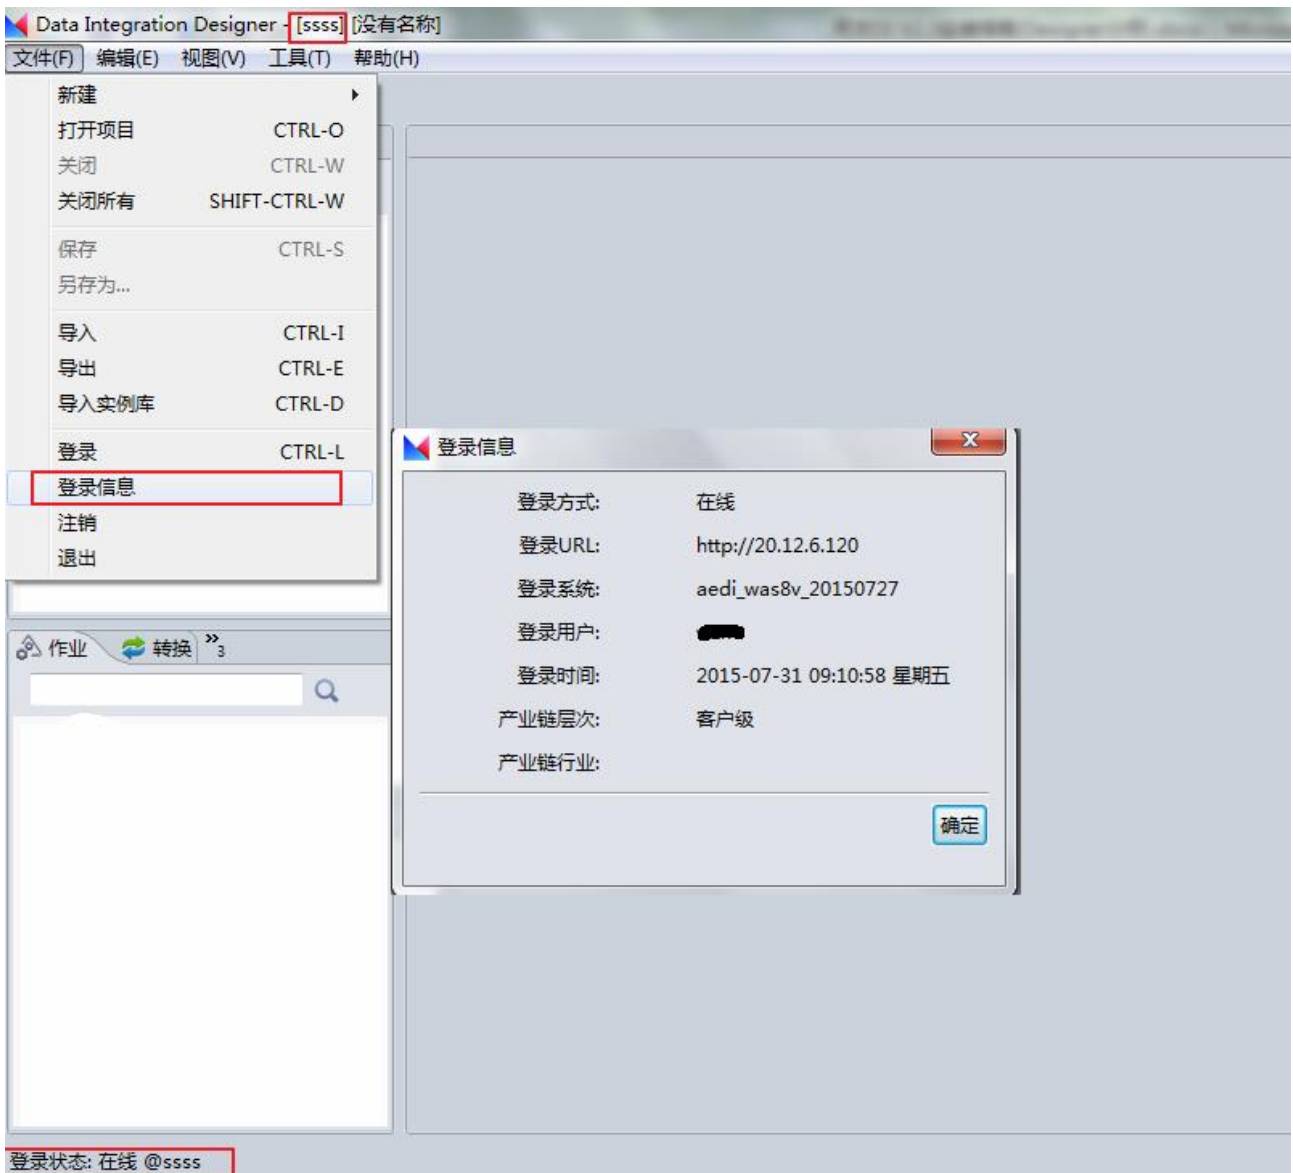 Data Integration Designer - [ssss] [没有名称]
文件(F) 编辑(E) 视图(V) 工具(T) 帮助(H)
新建
打开项目 CTRL-O
关闭 CTRL-W
关闭所有 SHIFT-CTRL-W
保存 CTRL-S
另存为...
导入 CTRL-I
导出 CTRL-E
导入实例库 CTRL-D
登录 CTRL-L
登录信息
注销
退出
登录信息
登录方式: 在线
登录URL: http://20.12.6.120
登录系统: aedi_was8v_20150727
登录用户:
登录时间: 2015-07-31 09:10:58 星期五
产业链层次: 客户级
产业链行业:
确定
作业 转换 »3
登录状态: 在线 @ssss